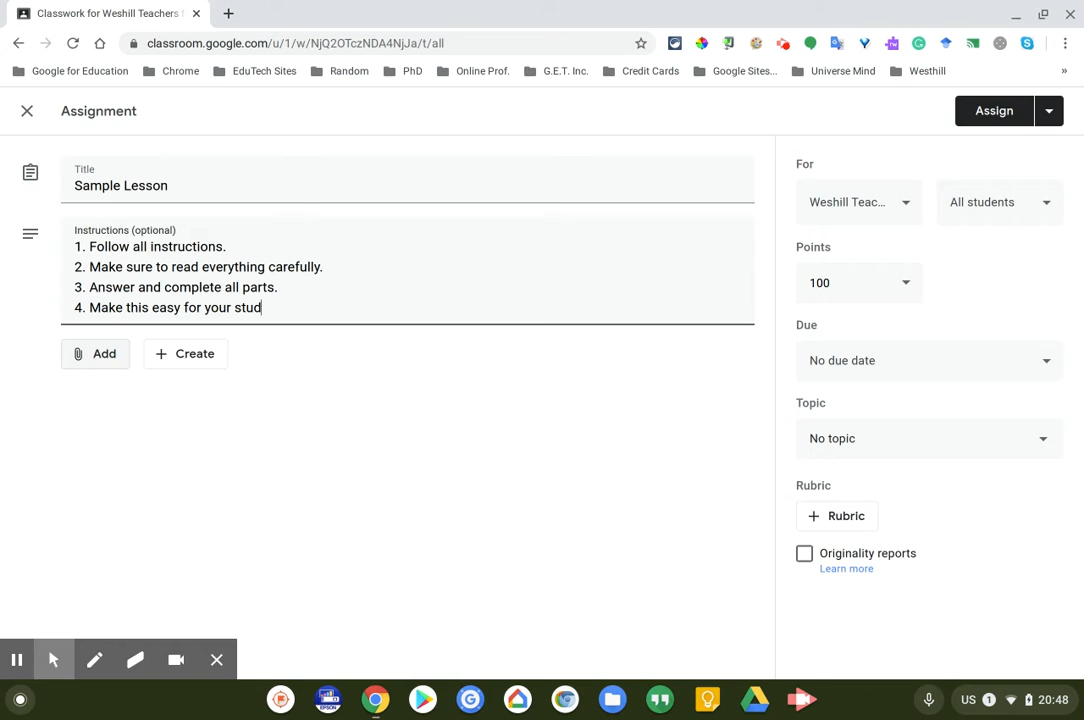 Classwork for Weshill Teachers f
classroom.google.com/u/1/w/NjQ2OTczNDA4NjJa/t/all
Google for Education Chrome EduTech Sites Random PhD Online Prof. G.E.T. Inc. Credit Cards Google Sites... Universe Mind Westhill »
Assignment
Assign
Title
Sample Lesson
Instructions (optional)
1. Follow all instructions.
2. Make sure to read everything carefully.
3. Answer and complete all parts.
4. Make this easy for your stud
Add
Create
For
Weshill Teac...
All students
Points
100
Due
No due date
Topic
No topic
Rubric
Rubric
Originality reports
Learn more
EPSON
US 1 20:48